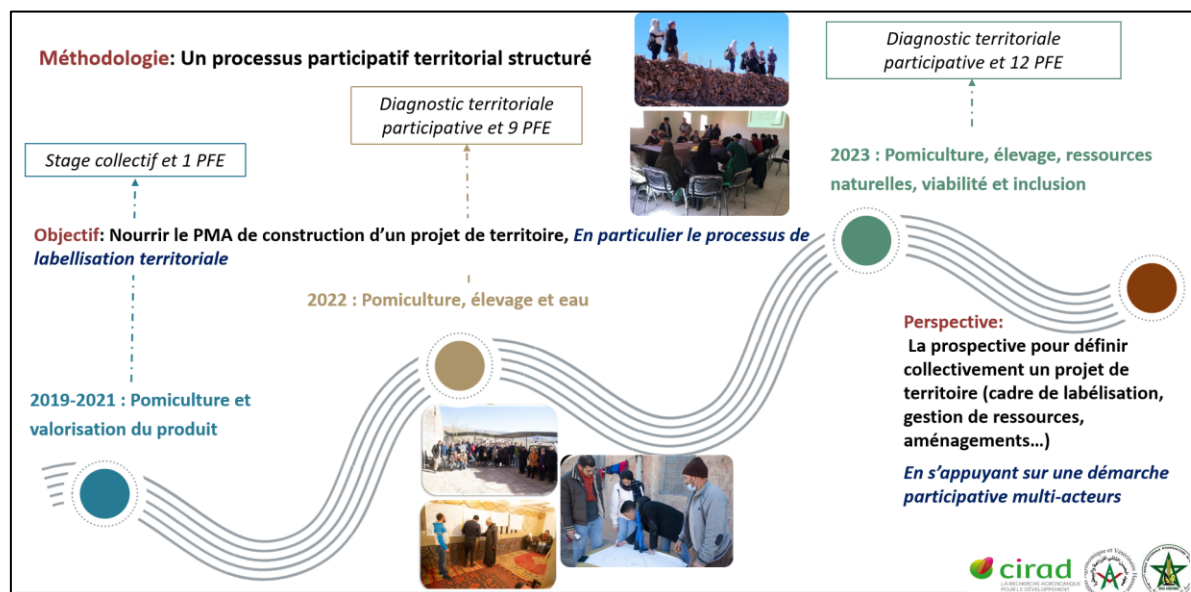 Méthodologie: Un processus participatif territorial structuré
Stage collectif et 1 PFE
Diagnostic territoriale
participative et 9 PFE
Diagnostic territoriale
participative et 12 PFE
2023 : Pomiculture, élevage, ressources
naturelles, viabilité et inclusion
Objectif: Nourrir le PMA de construction d’un projet de territoire, En particulier le processus de
labellisation territoriale
2022 : Pomiculture, élevage et eau
2019-2021 : Pomiculture et
valorisation du produit
Perspective:
La prospective pour définir
collectivement un projet de
territoire (cadre de labélisation,
gestion de ressources,
aménagements…)
En s’appuyant sur une démarche
participative multi-acteurs
cirad
LA RECHERCHE AGRONOMIQUE
POUR LE DÉVELOPPEMENT